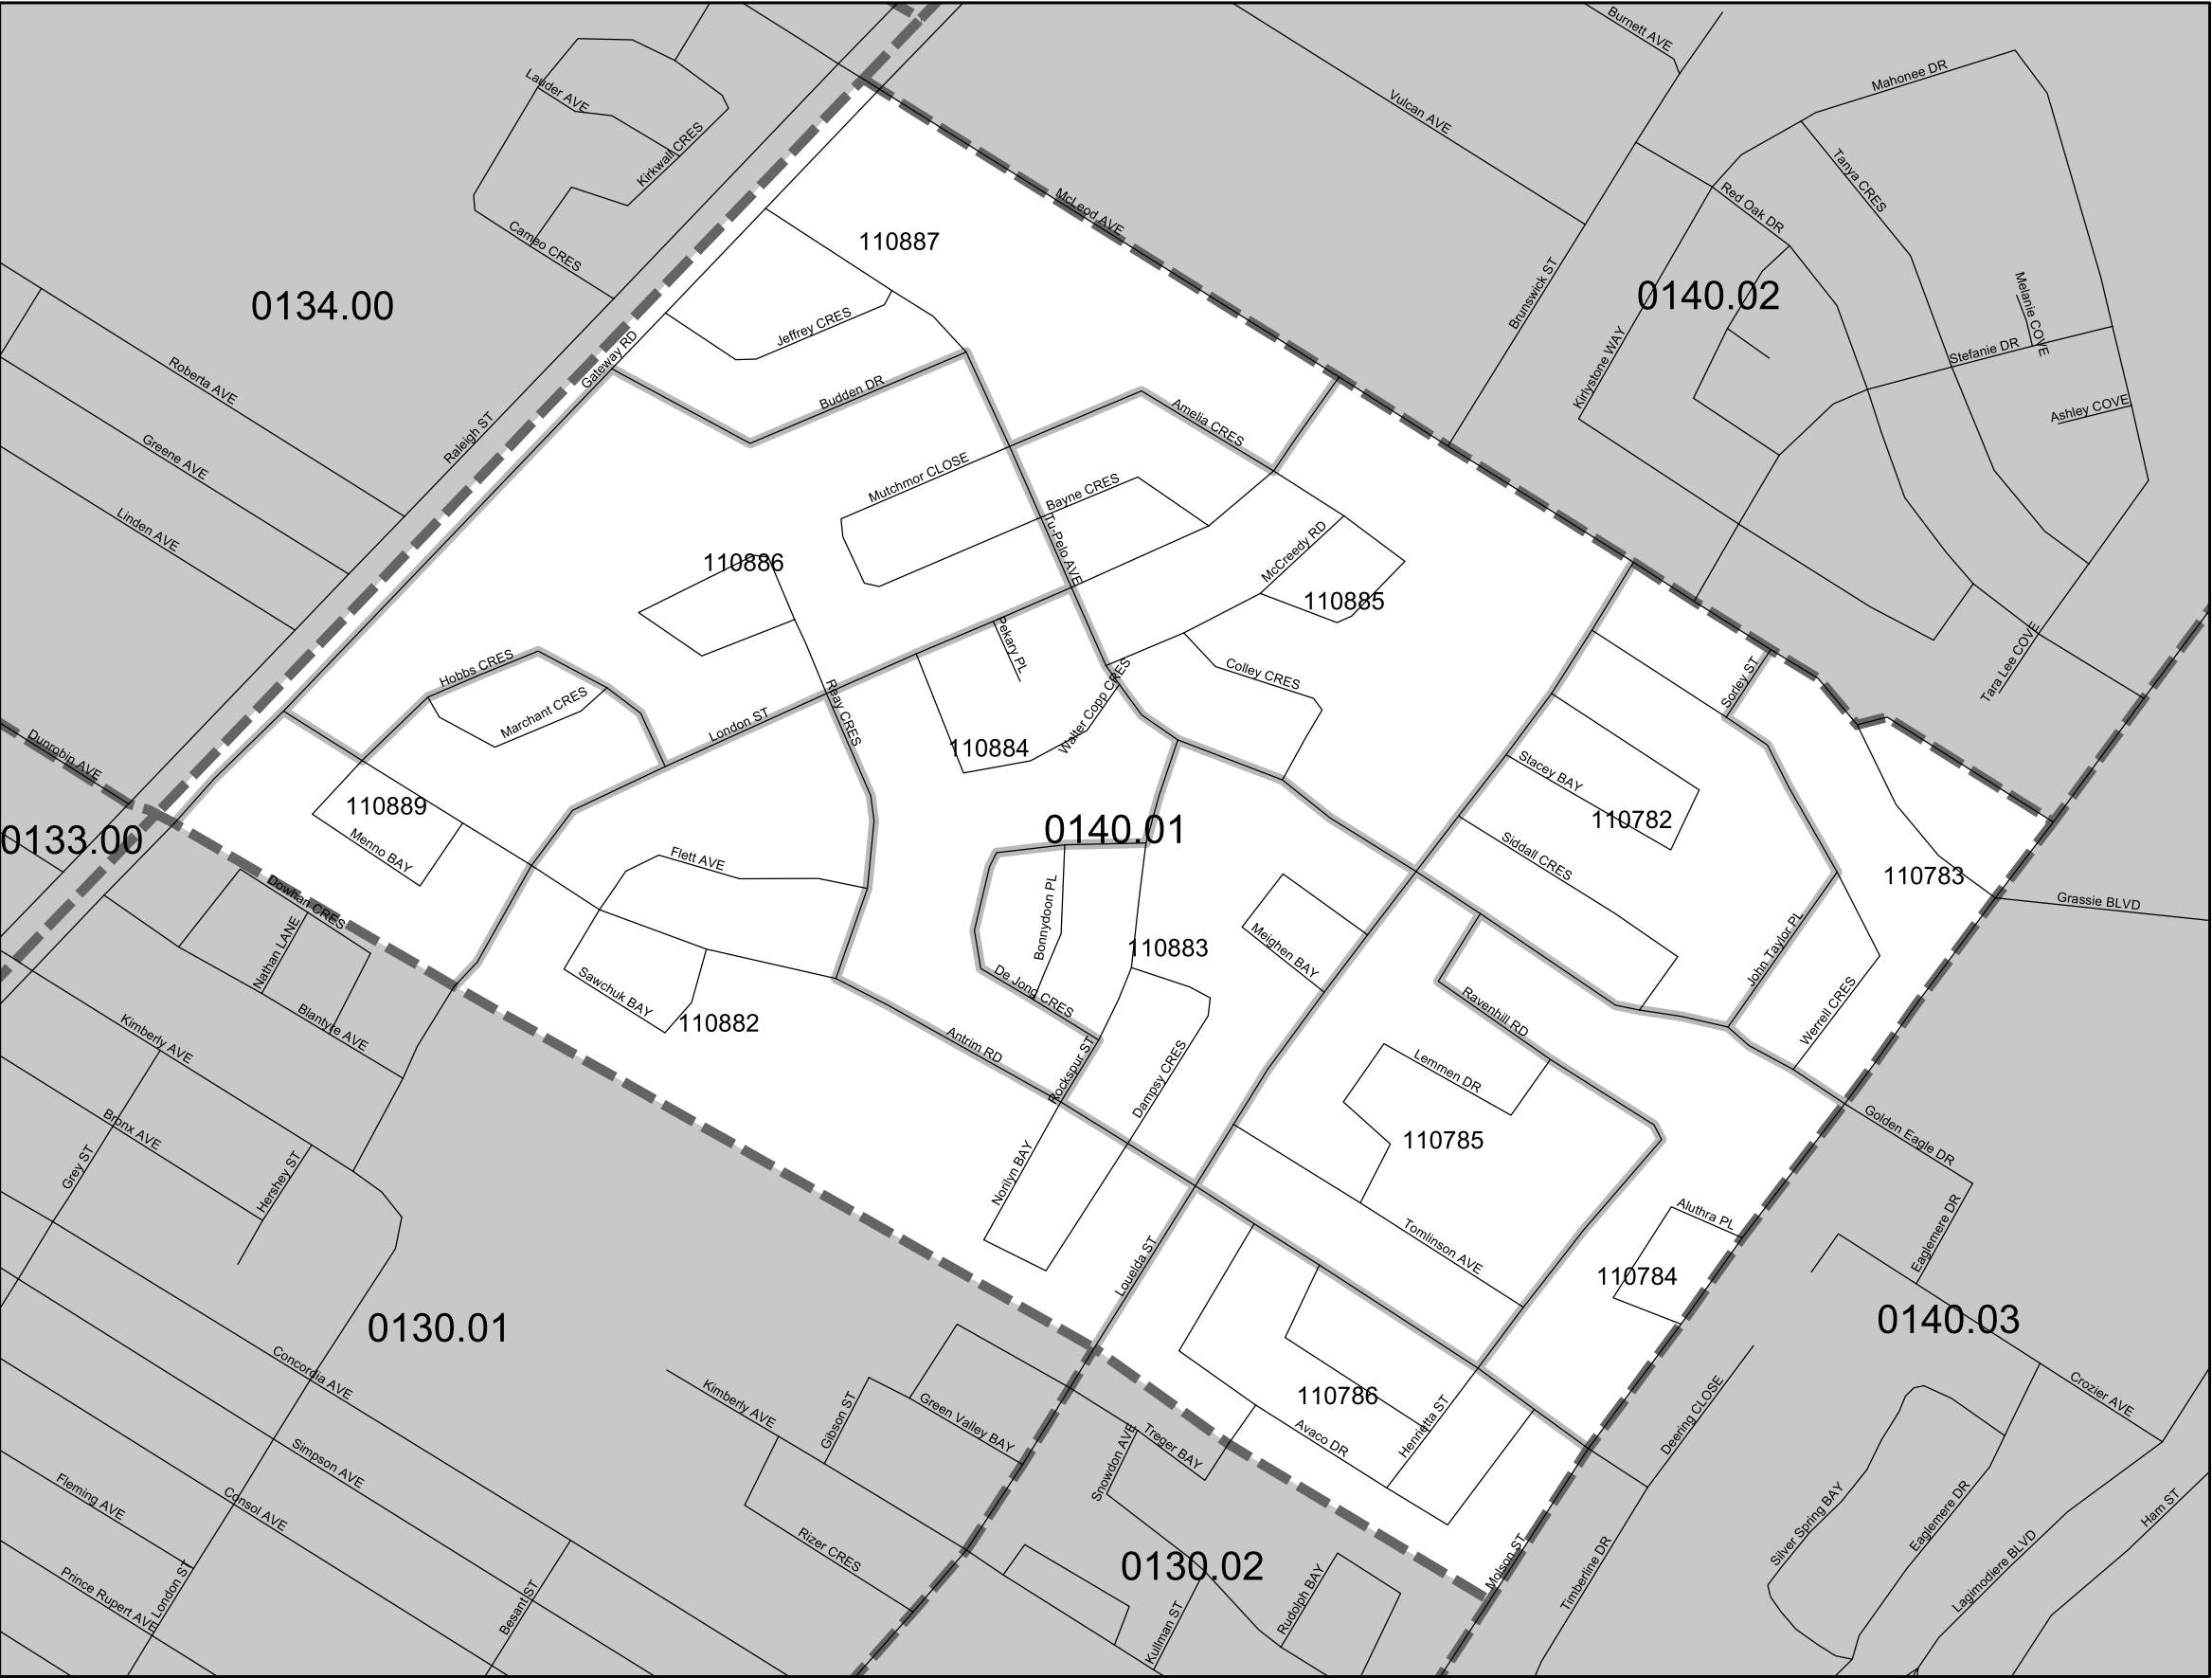 Burnett AVE
Mahonee DR
Lauder AVE
Vulcan AVE
Kirkwall CRES
Tanya CRES
Red Oak DR
McLeod AVE
110887
Cameo CRES
Brunswick ST
0140.02
0134.00
Melanie COVE
Jeffrey CRES
Gateway RD
Stefanie DR
Kirlystone WAY
Roberta AVE
Budden DR
Ashley COVE
Amelia CRES
Raleigh ST
Greene AVE
Mutchmor CLOSE
Bayne CRES
Linden AVE
Tu-Pelo AVE
McCreedy RD
110886
110885
Pekary PL
Tara Lee COVE
Hobbs CRES
Colley CRES
Sorley ST
Marchant CRES
Reay CRES
Walter Copp CRES
London ST
110884
Dunrobin AVE
Stacey BAY
110889
0140.01
110782
0133.00
Menno BAY
Flett AVE
Siddall CRES
110783
Dowhan CRES
Grassie BLVD
Bonnydoon PL
Nathan LANE
110883
Meighen BAY
John Taylor PL
De Jong CRES
Sawchuk BAY
Ravenhill RD
Werrell CRES
110882
Blantyre AVE
Kimberly AVE
Antrim RD
Rockspur ST
Dampsy CRES
Lemmen DR
Bronx AVE
110785
Golden Eagle DR
Grey ST
Hershey ST
Norilyn BAY
Aluthra PL
Tomlinson AVE
Eaglemere DR
Louelda ST
110784
0130.01
0140.03
Concordia AVE
110786
Crozier AVE
Kimberly AVE
Gibson ST
Green Valley BAY
Henrietta ST
Deering CLOSE
Treger BAY
Avaco DR
Snowdon AVE
Simpson AVE
Fleming AVE
Consol AVE
Silver Spring BAY
Eaglemere DR
Ham ST
Rizer CRES
0130.02
Molson ST
Timberline DR
Lagimodiere BLVD
Prince Rupert AVE
London ST
Besant ST
Rudolph BAY
Kullman ST